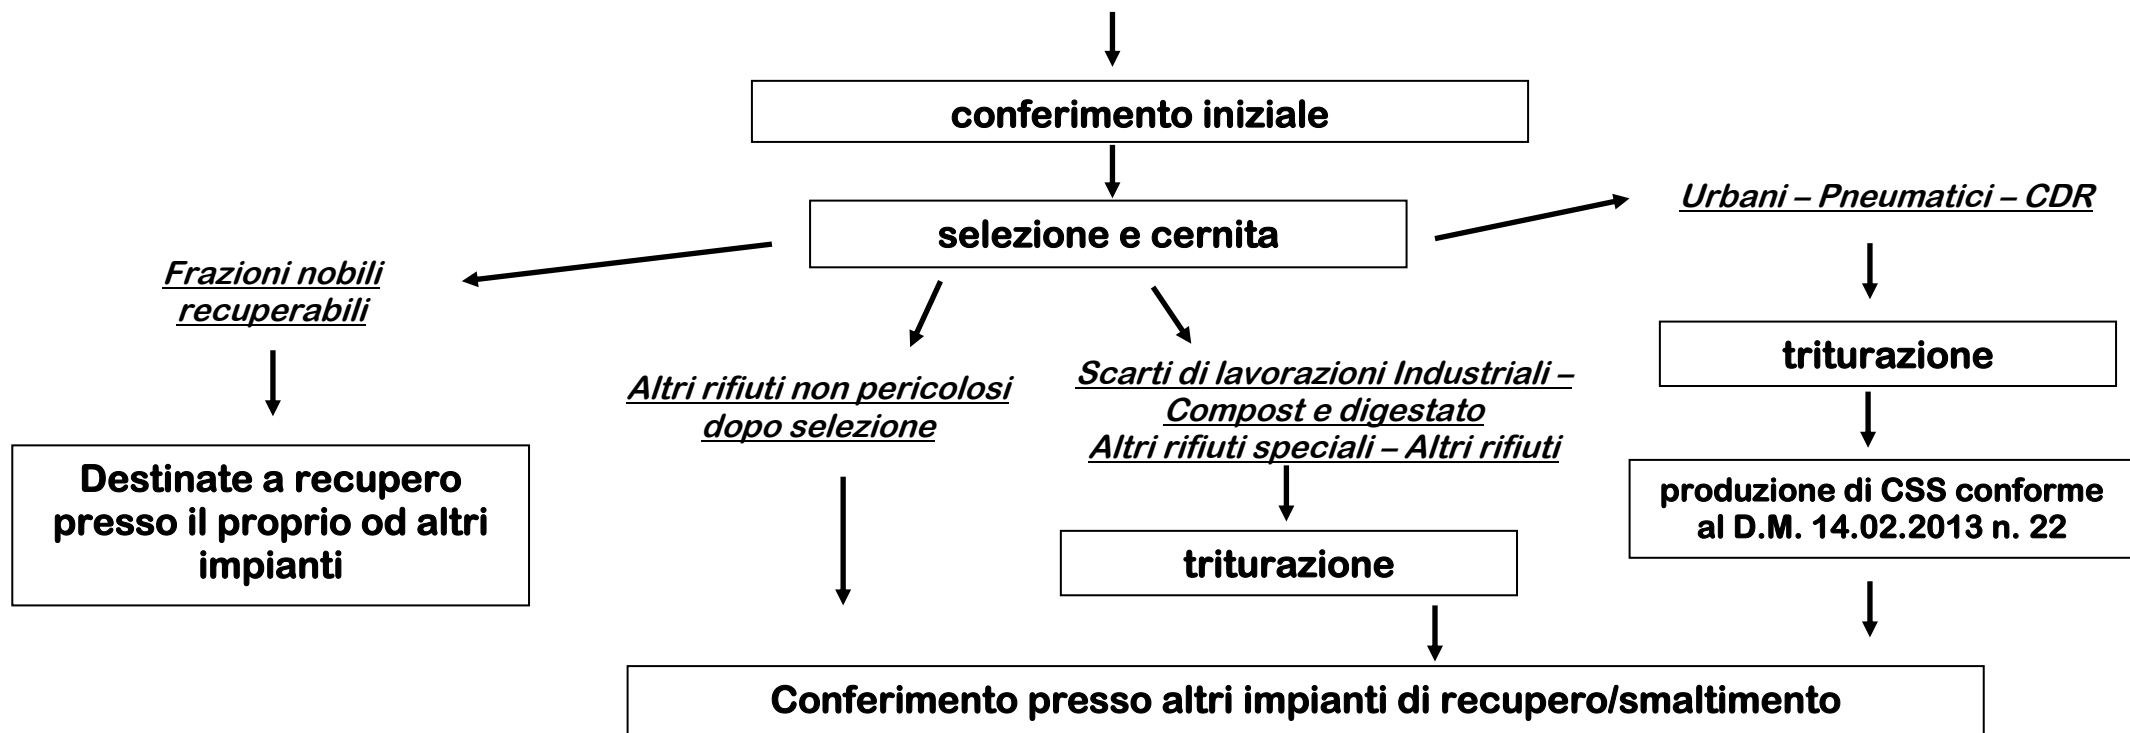 conferimento iniziale
selezione e cernita
Urbani – Pneumatici – CDR
Frazioni nobili
recuperabili
Altri rifiuti non pericolosi
dopo selezione
Scarti di lavorazioni Industriali –
Compost e digestato
Altri rifiuti speciali – Altri rifiuti
triturazione
Destinate a recupero
presso il proprio od altri
impianti
produzione di CSS conforme
al D.M. 14.02.2013 n. 22
triturazione
Conferimento presso altri impianti di recupero/smaltimento